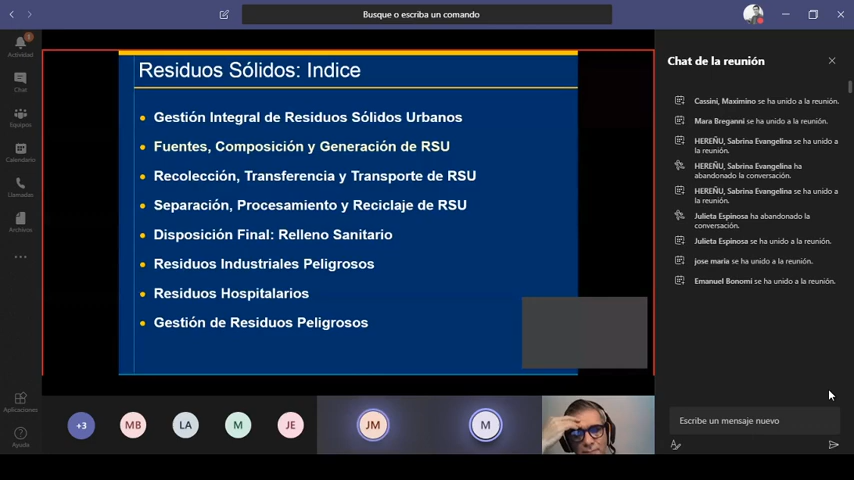 Busque o escriba un comando
1
Actividad
Chat
Equipos
Calendario
Llamadas
Archivos
Aplicaciones
Ayuda
Residuos Sólidos: Indice
Gestión Integral de Residuos Sólidos Urbanos
Fuentes, Composición y Generación de RSU
Recolección, Transferencia y Transporte de RSU
Separación, Procesamiento y Reciclaje de RSU
Disposición Final: Relleno Sanitario
Residuos Industriales Peligrosos
Residuos Hospitalarios
Gestión de Residuos Peligrosos
+3
MB
LA
M
JE
JM
M
Chat de la reunión
Cassini, Maximino se ha unido a la reunión.
Mara Breganni se ha unido a la reunión.
HEREÑU, Sabrina Evangelina se ha unido a
la reunión.
HEREÑU, Sabrina Evangelina ha
abandonado la conversación.
HEREÑU, Sabrina Evangelina se ha unido a
la reunión.
Julieta Espinosa ha abandonado la
conversación.
Julieta Espinosa se ha unido a la reunión.
jose maria se ha unido a la reunión.
Emanuel Bonomi se ha unido a la reunión.
Escribe un mensaje nuevo